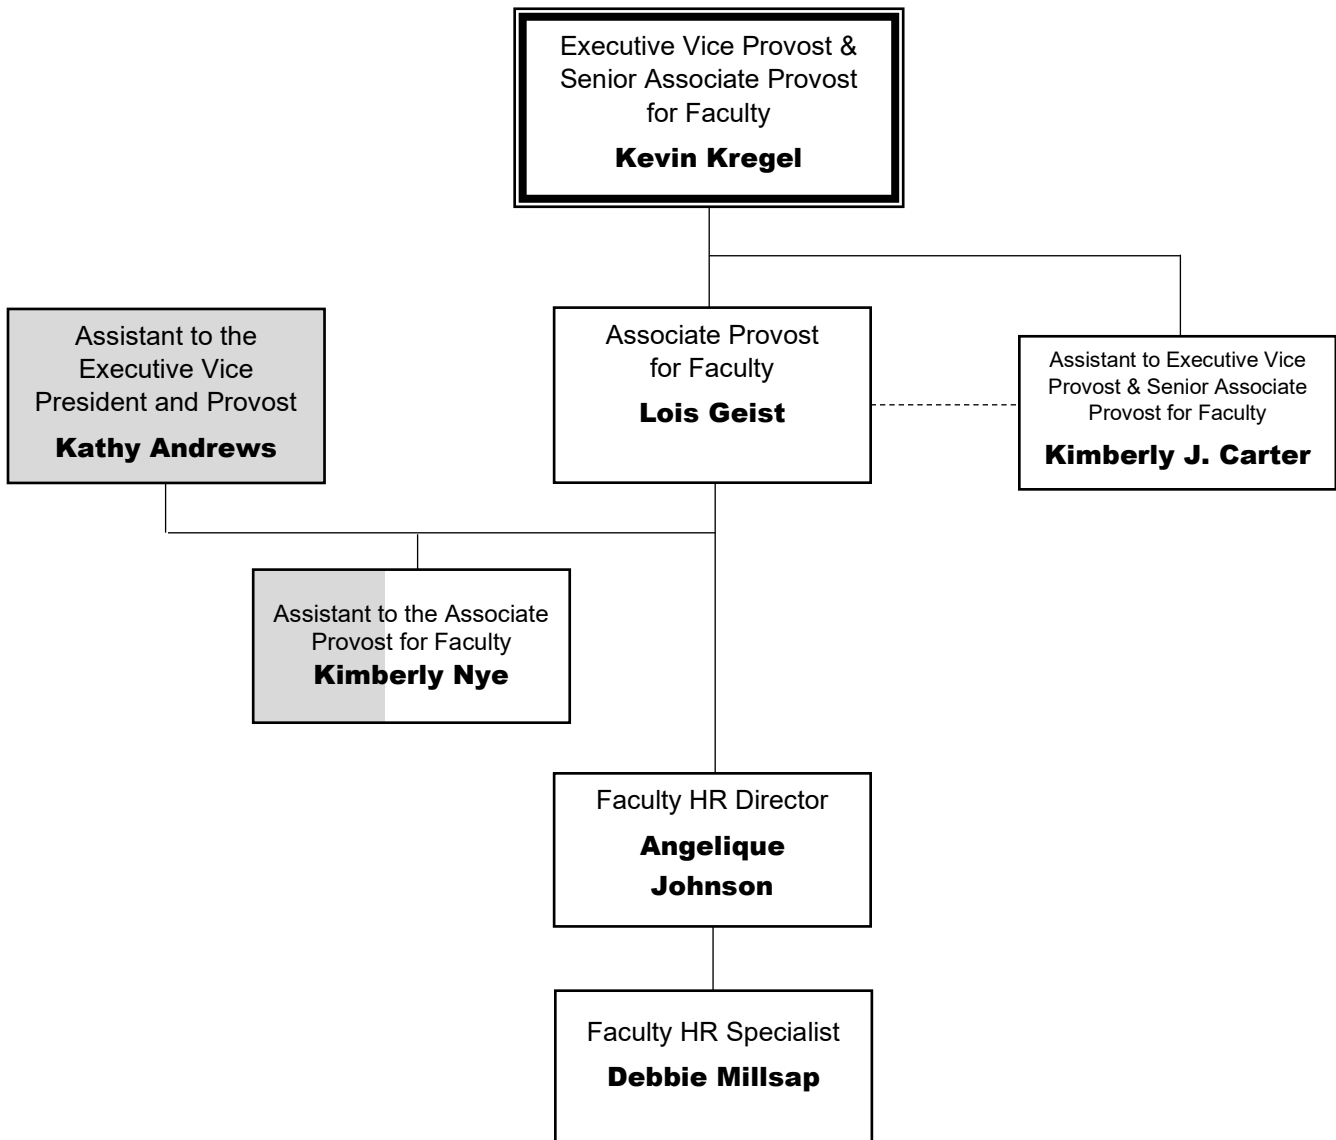 Executive Vice Provost &
Senior Associate Provost
for Faculty
Kevin Kregel
Assistant to the
Executive Vice
President and Provost
Kathy Andrews
Associate Provost
for Faculty
Lois Geist
Assistant to Executive Vice
Provost & Senior Associate
Provost for Faculty
Kimberly J. Carter
Assistant to the Associate
Provost for Faculty
Kimberly Nye
Faculty HR Director
Angelique
Johnson
Faculty HR Specialist
Debbie Millsap